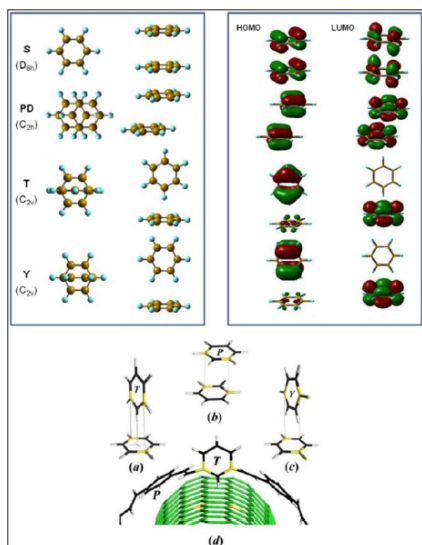 S
(D6h)
PD
(C2h)
T
(C2v)
Y
(C2v)
HOMO LUMO
T
P
Y
(a)
(b)
(c)
T
P
(d)